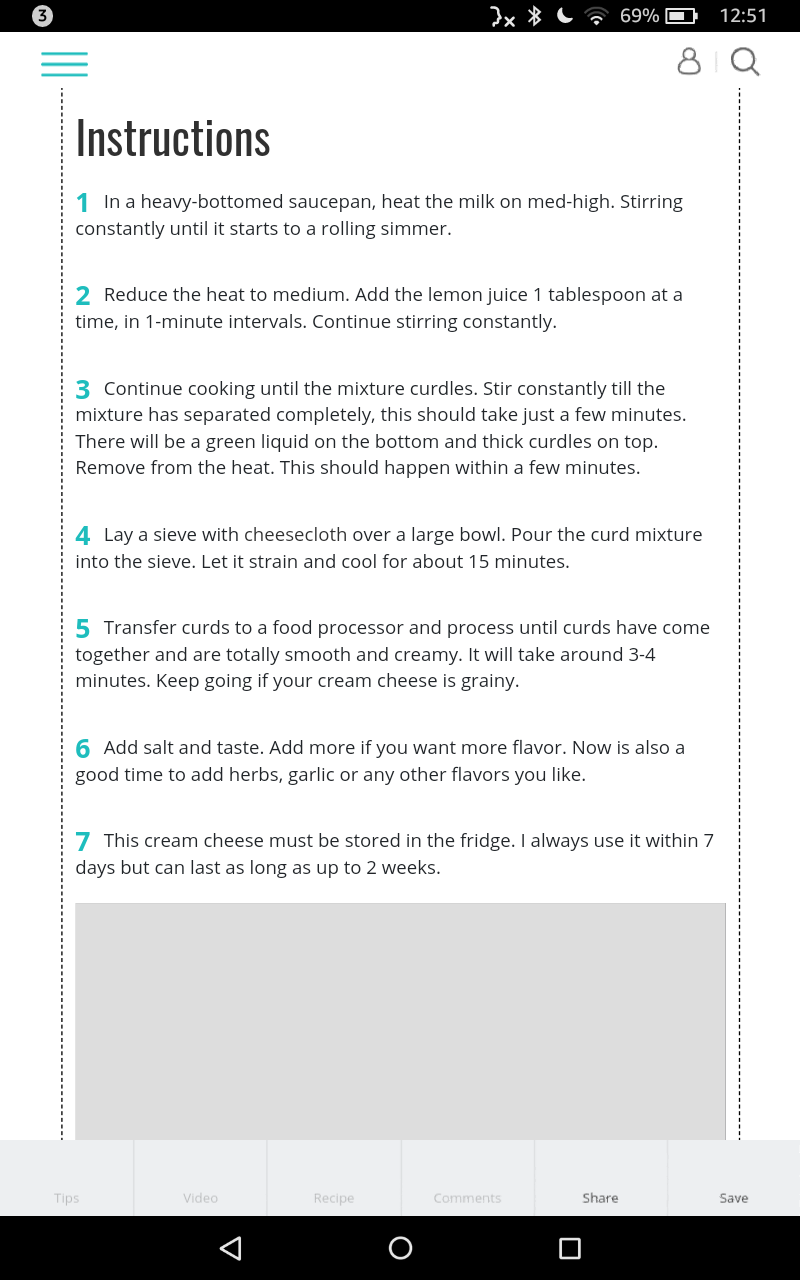 3
69%
12:51
Instructions
1 In a heavy-bottomed saucepan, heat the milk on med-high. Stirring
constantly until it starts to a rolling simmer.
2 Reduce the heat to medium. Add the lemon juice 1 tablespoon at a
time, in 1-minute intervals. Continue stirring constantly.
3 Continue cooking until the mixture curdles. Stir constantly till the
mixture has separated completely, this should take just a few minutes.
There will be a green liquid on the bottom and thick curdles on top.
Remove from the heat. This should happen within a few minutes.
4 Lay a sieve with cheesecloth over a large bowl. Pour the curd mixture
into the sieve. Let it strain and cool for about 15 minutes.
5 Transfer curds to a food processor and process until curds have come
together and are totally smooth and creamy. It will take around 3-4
minutes. Keep going if your cream cheese is grainy.
6 Add salt and taste. Add more if you want more flavor. Now is also a
good time to add herbs, garlic or any other flavors you like.
7 This cream cheese must be stored in the fridge. I always use it within 7
days but can last as long as up to 2 weeks.
Tips Video Recipe Comments Share Save